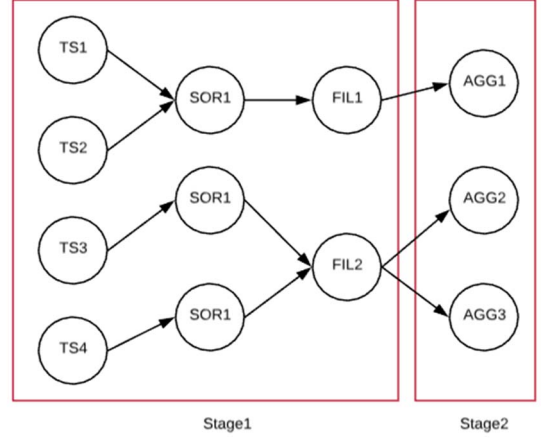 TS1
TS2
TS3
TS4
SOR1
SOR1
SOR1
FIL1
FIL2
AGG1
AGG2
AGG3
Stage1
Stage2